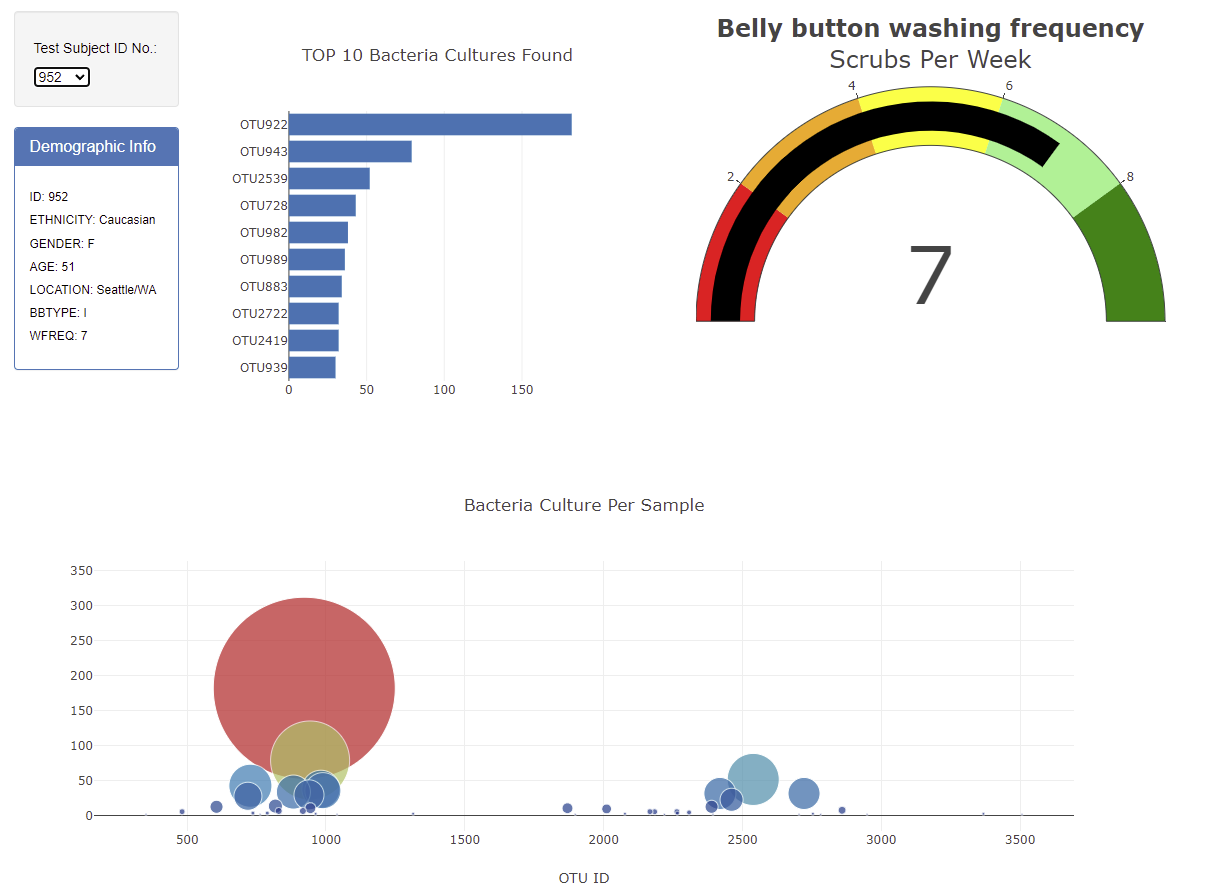 Test Subject ID No.:
952
Demographic Info
ID: 952
ETHNICITY: Caucasian
GENDER: F
AGE: 51
LOCATION: Seattle/WA
BBTYPE: I
WFREQ: 7
TOP 10 Bacteria Cultures Found
OTU922
OTU943
OTU2539
OTU728
OTU982
OTU989
OTU883
OTU2722
OTU2419
OTU939
0 50 100 150
Belly button washing frequency
Scrubs Per Week
4 6
2 8
7
Bacteria Culture Per Sample
350
300
250
200
150
100
50
0
500 1000 1500 2000 2500 3000 3500
OTU ID